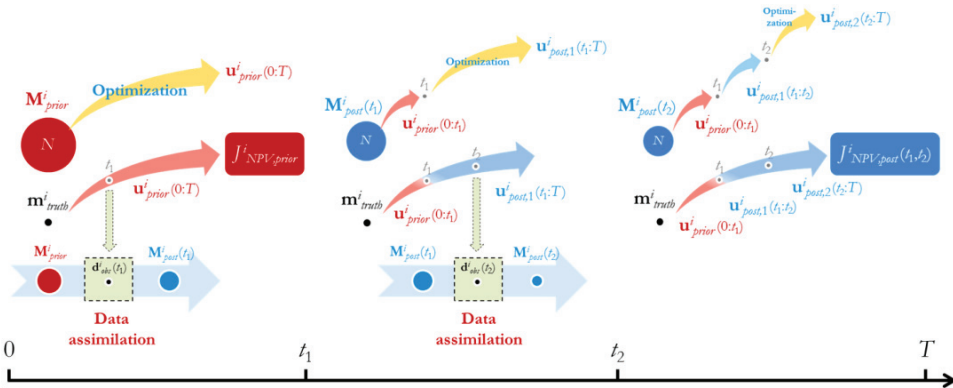 M^i_prior
N
Optimization
u^i_prior(0:T)
t_1
m^i_truth
u^i_prior(0:T)
J^i_NPV,prior
M^i_prior
d^i_obs(t_1)
M^i_post(t_1)
Data
assimilation
M^i_post(t_1)
N
t_1
u^i_prior(0:t_1)
Optimization
u^i_post,1(t_1:T)
t_1
t_2
m^i_truth
u^i_prior(0:t_1)
u^i_post,1(t_1:T)
M^i_post(t_1)
d^i_obs(t_2)
M^i_post(t_2)
Data
assimilation
M^i_post(t_2)
N
t_1
u^i_prior(0:t_1)
t_2
u^i_post,1(t_1:t_2)
Optimi-
zation
u^i_post,2(t_2:T)
m^i_truth
t_1
t_2
u^i_prior(0:t_1)
u^i_post,1(t_1:t_2)
u^i_post,2(t_2:T)
J^i_NPV,post(t_1,t_2)
0
t_1
t_2
T